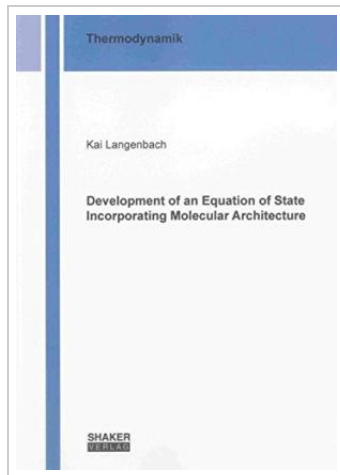 Thermodynamik
Kai Langenbach
Development of an Equation of State
Incorporating Molecular Architecture
SHAKER
VERLAG